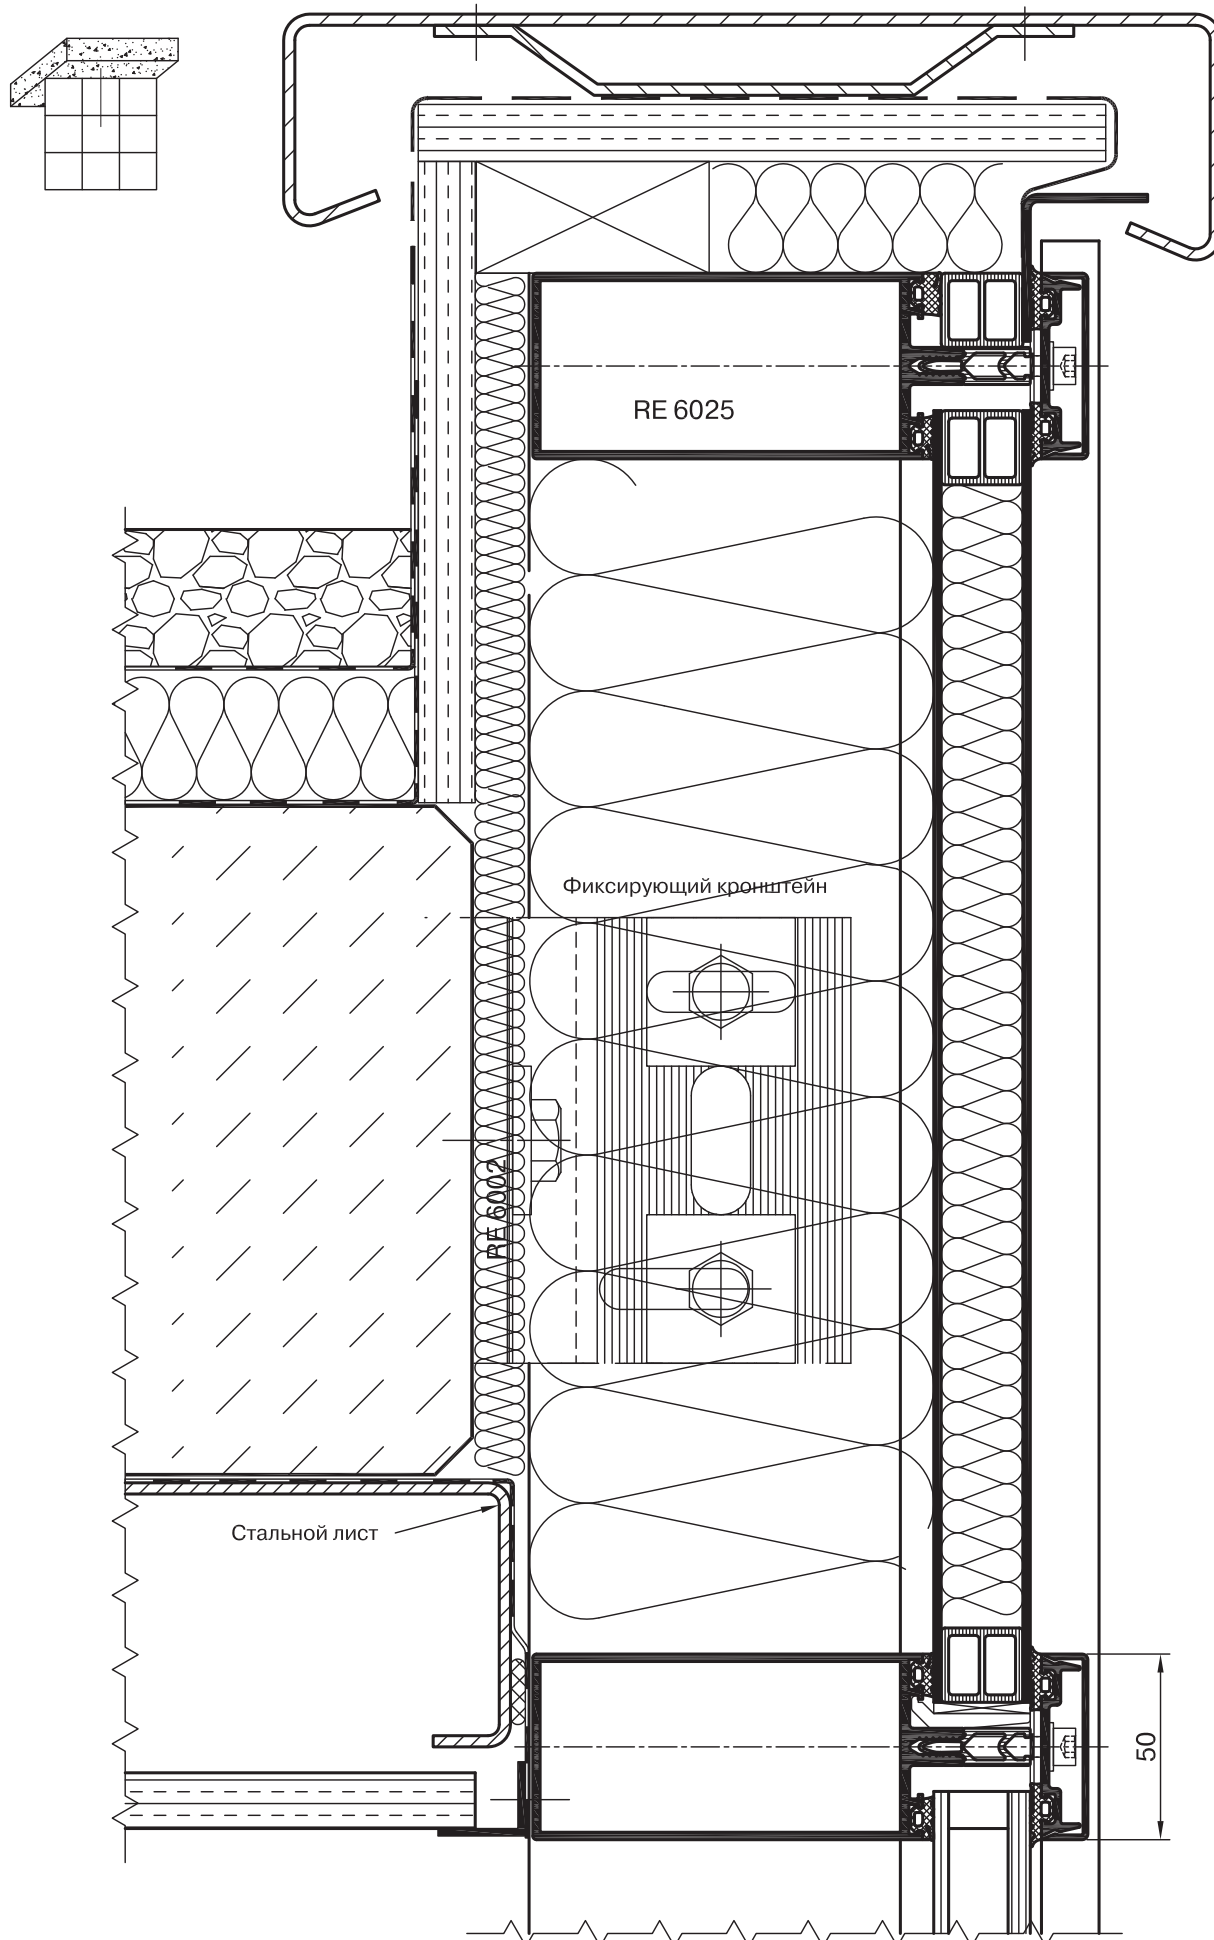 RE 6025
Фиксирующий кронштейн
RE 6002
Стальной лист
50